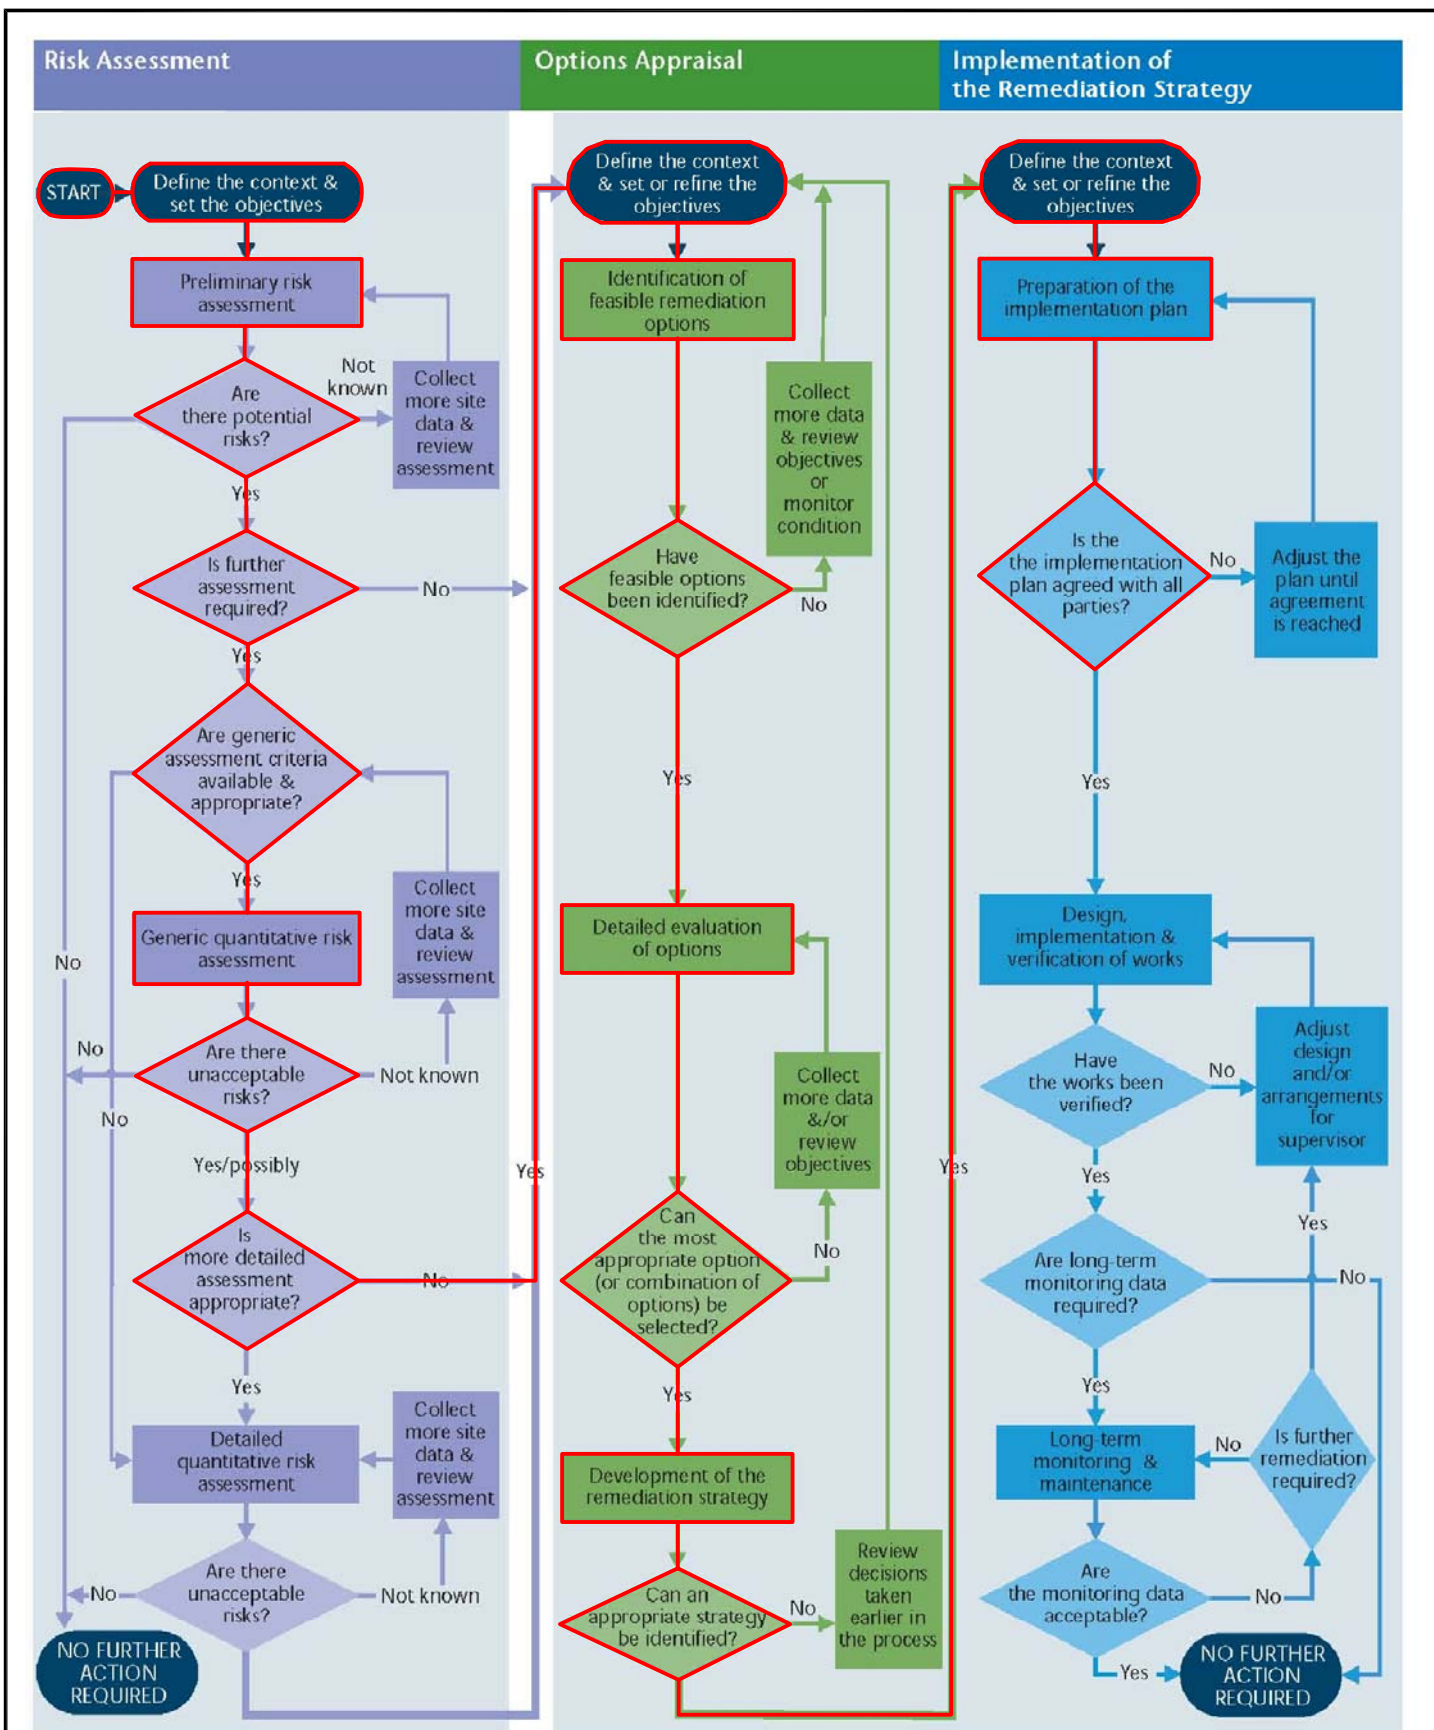 Risk Assessment
Options Appraisal
Implementation of
the Remediation Strategy
START
Define the context &
set the objectives
Preliminary risk
assessment
Are
there potential
risks?
Not
known
Collect
more site
data &
review
assessment
Yes
Is further
assessment
required?
No
Yes
Are generic
assessment criteria
available &
appropriate?
Yes
Generic quantitative risk
assessment
Collect
more site
data &
review
assessment
No
No
Are there
unacceptable
risks?
Not known
No
Yes/possibly
Is
more detailed
assessment
appropriate?
No
Yes
Yes
Detailed
quantitative risk
assessment
Collect
more site
data &
review
assessment
Are there
unacceptable
risks?
No
Not known
NO FURTHER
ACTION
REQUIRED
Define the context
& set or refine the
objectives
Identification of
feasible remediation
options
Collect
more data
& review
objectives
or
monitor
condition
Have
feasible options
been identified?
No
Yes
Detailed evaluation
of options
Collect
more data
&/or
review
objectives
Can
the most
appropriate option
(or combination of
options) be
selected?
No
Yes
Development of the
remediation strategy
Can an
appropriate strategy
be identified?
No
Review
decisions
taken
earlier in
the process
Yes
Define the context
& set or refine the
objectives
Preparation of the
implementation plan
Is the
the implementation
plan agreed with all
parties?
No
Adjust the
plan until
agreement
is reached
Yes
Design,
implementation &
verification of works
Have
the works been
verified?
No
Adjust
design
and/or
arrangements
for
supervisor
Yes
Yes
Are long-term
monitoring data
required?
No
Yes
Long-term
monitoring &
maintenance
No
Is further
remediation
required?
Are
the monitoring data
acceptable?
No
Yes
NO FURTHER
ACTION
REQUIRED